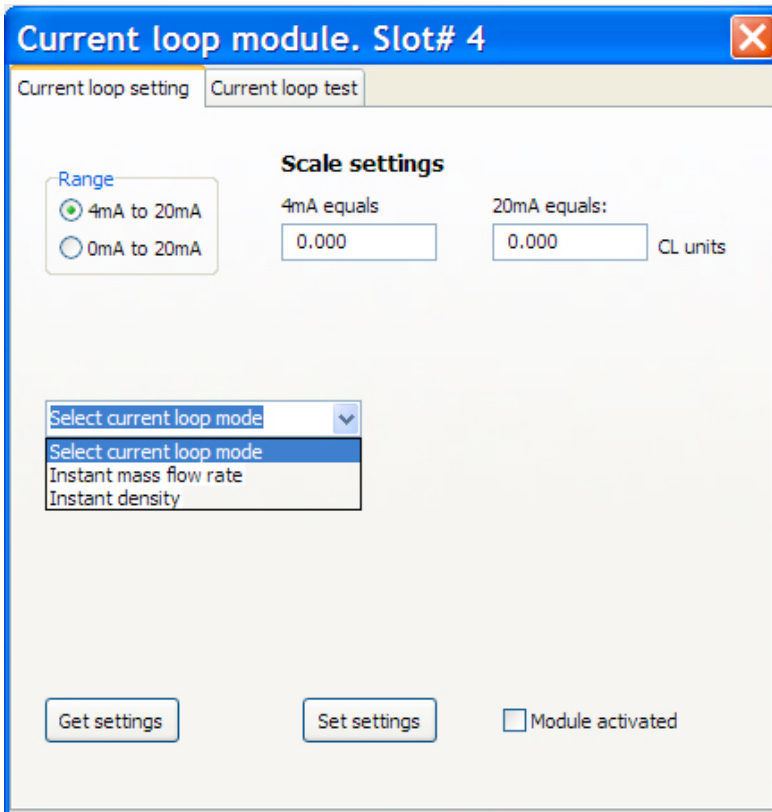 Current loop module. Slot# 4
Current loop setting
Current loop test
Range
4mA to 20mA
0mA to 20mA
Scale settings
4mA equals
20mA equals:
0.000
0.000
CL units
Select current loop mode
Select current loop mode
Instant mass flow rate
Instant density
Get settings
Set settings
Module activated